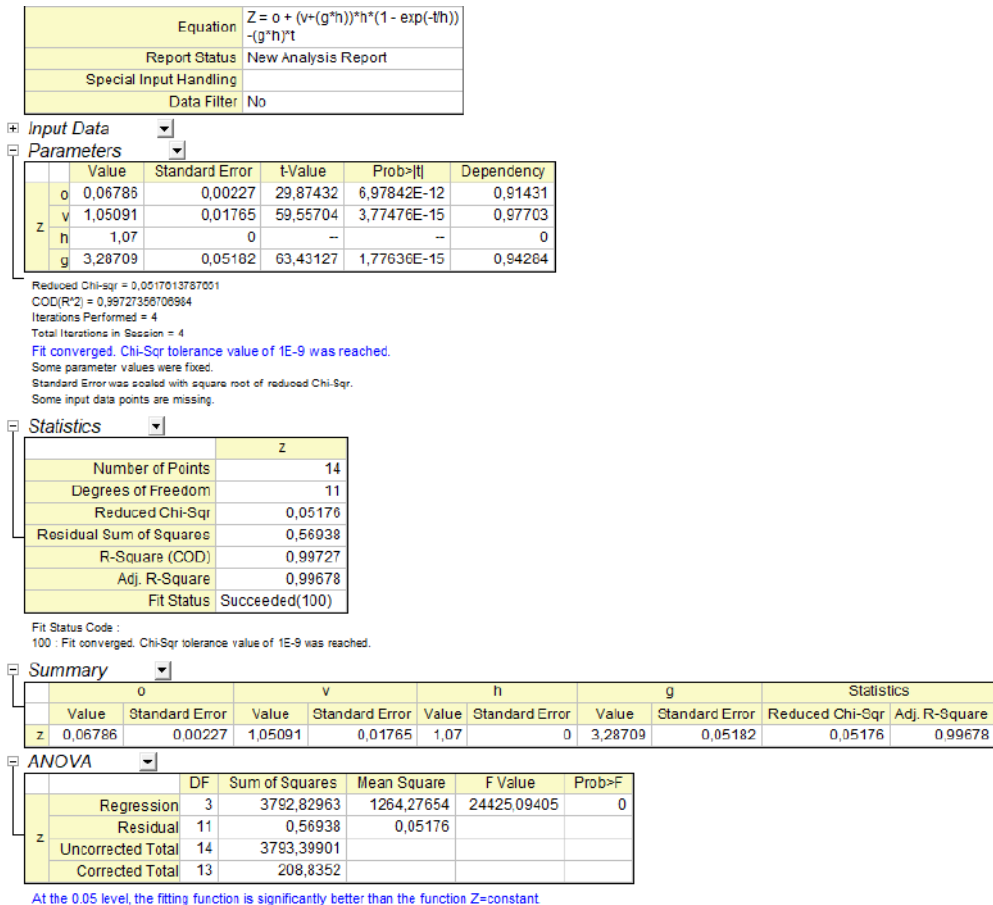 Equation Z = o + (v+(g*h))*h*(1 - exp(-t/h))
-(g*h)*t
Report Status New Analysis Report
Special Input Handling
Data Filter No
Input Data
Parameters
Value Standard Error t-Value Prob>|t| Dependency
z o 0,06786 0,00227 29,87432 6,97842E-12 0,91431
v 1,05091 0,01765 59,55704 3,77476E-15 0,97703
h 1,07 0 -- -- 0
g 3,28709 0,05182 63,43127 1,77636E-15 0,94284
Reduced Chi-sqr = 0,0517613787651
COD(R^2) = 0,99727356706984
Iterations Performed = 4
Total Iterations in Session = 4
Fit converged. Chi-Sqr tolerance value of 1E-9 was reached.
Some parameter values were fixed.
Standard Error was scaled with square root of reduced Chi-Sqr.
Some input data points are missing.
Statistics
z
Number of Points 14
Degrees of Freedom 11
Reduced Chi-Sqr 0,05176
Residual Sum of Squares 0,56938
R-Square (COD) 0,99727
Adj. R-Square 0,99678
Fit Status Succeeded(100)
Fit Status Code :
100 : Fit converged. Chi-Sqr tolerance value of 1E-9 was reached.
Summary
o v h g Statistics
Value Standard Error Value Standard Error Value Standard Error Value Standard Error Reduced Chi-Sqr Adj. R-Square
z 0,06786 0,00227 1,05091 0,01765 1,07 0 3,28709 0,05182 0,05176 0,99678
ANOVA
DF Sum of Squares Mean Square F Value Prob>F
z Regression 3 3792,82963 1264,27654 24425,09405 0
Residual 11 0,56938 0,05176
Uncorrected Total 14 3793,39901
Corrected Total 13 208,8352
At the 0.05 level, the fitting function is significantly better than the function Z=constant.